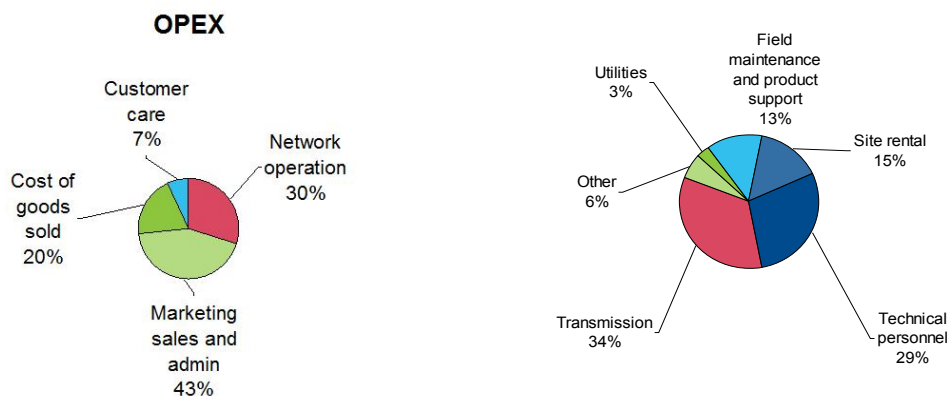 OPEX
Customer
care
7%
Network
operation
30%
Cost of
goods
sold
20%
Marketing
sales and
admin
43%
Field
maintenance
and product
support
13%
Utilities
3%
Site rental
15%
Other
6%
Transmission
34%
Technical
personnel
29%